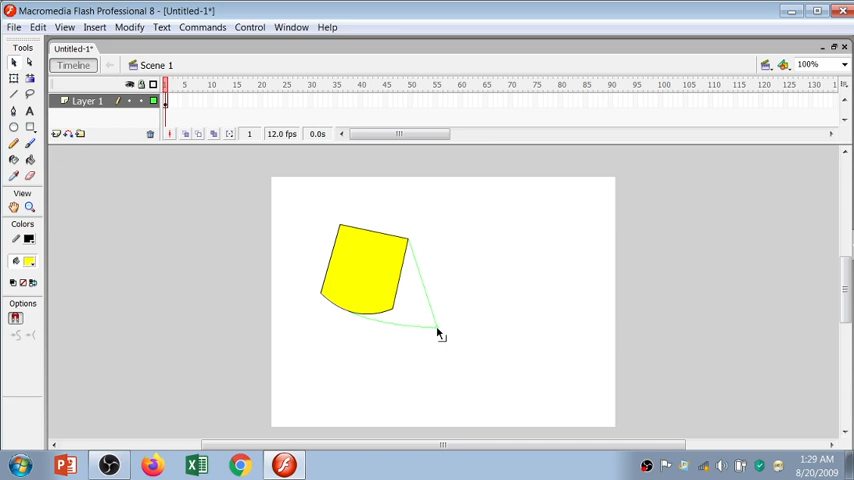 Macromedia Flash Professional 8 - [Untitled-1*]
File Edit View Insert Modify Text Commands Control Window Help
Tools
Untitled-1*
Timeline Scene 1 100%
1 5 10 15 20 25 30 35 40 45 50 55 60 65 70 75 80 85 90 95 100 105 110 115 120 125 130 1
Layer 1
1 12.0 fps 0.0s
View
Colors
Options
1:29 AM
8/20/2009